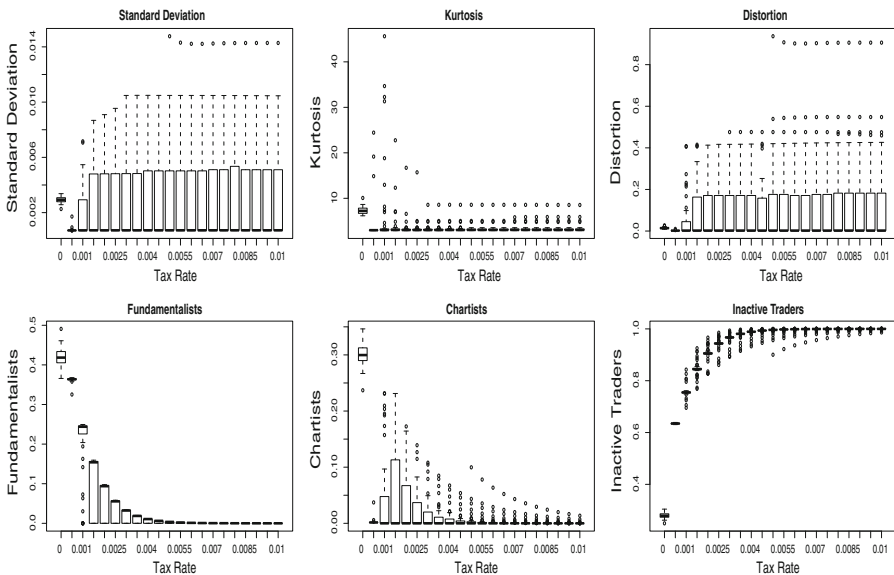 Standard Deviation
Standard Deviation
0.002 0.006 0.010 0.014
0 0.001 0.0025 0.004 0.0055 0.007 0.0085 0.01
Tax Rate
Kurtosis
Kurtosis
10 20 30 40
0 0.001 0.0025 0.004 0.0055 0.007 0.0085 0.01
Tax Rate
Distortion
Distortion
0.0 0.2 0.4 0.6 0.8
0 0.001 0.0025 0.004 0.0055 0.007 0.0085 0.01
Tax Rate
Fundamentalists
Fundamentalists
0.0 0.1 0.2 0.3 0.4 0.5
0 0.001 0.0025 0.004 0.0055 0.007 0.0085 0.01
Tax Rate
Chartists
Chartists
0.00 0.10 0.20 0.30
0 0.001 0.0025 0.004 0.0055 0.007 0.0085 0.01
Tax Rate
Inactive Traders
Inactive Traders
0.4 0.6 0.8 1.0
0 0.001 0.0025 0.004 0.0055 0.007 0.0085 0.01
Tax Rate